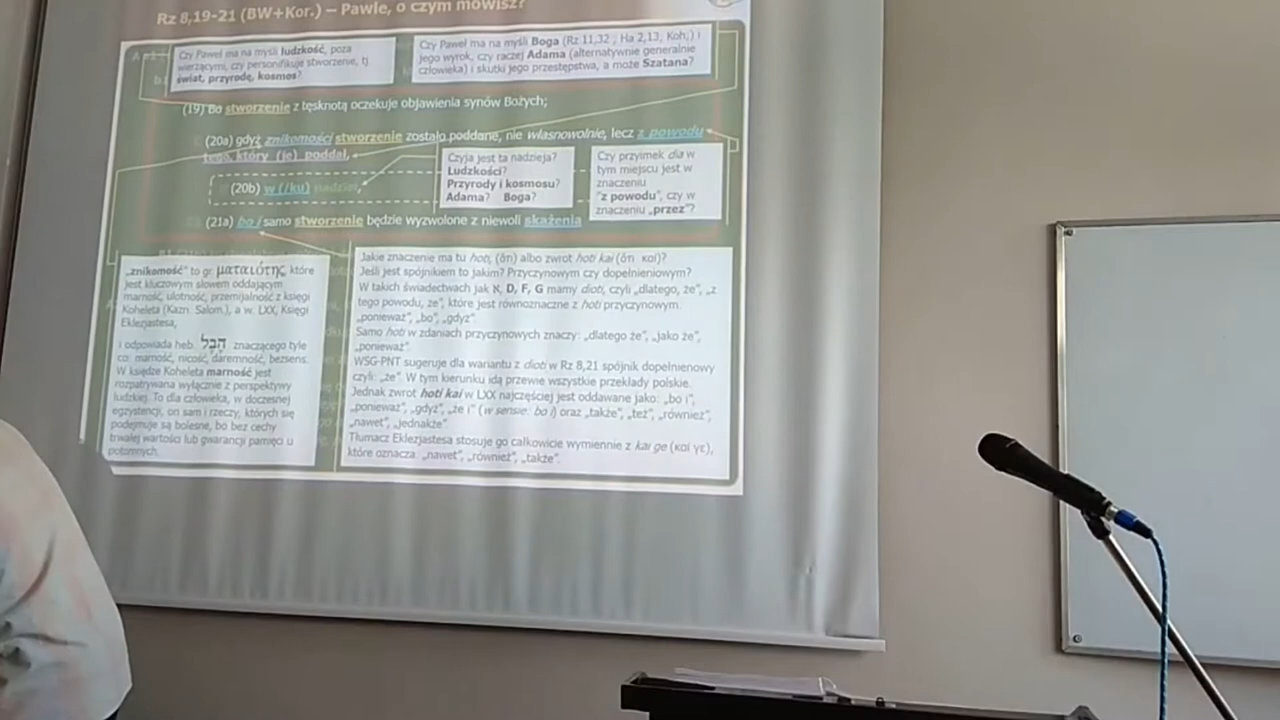 Rz 8,19-21 (BW+Kor.) – Pawle, o czym mówisz?
Czy Paweł ma na myśli ludzkość, poza
wierzącymi, czy personifikuje stworzenie, tj.
świat, przyrodę, kosmos?
Czy Paweł ma na myśli Boga (Rz 11,32 , Ha 2,13, Koh,) i
jego wyrok, czy raczej Adama (alternatywnie generalnie
człowieka) i skutki jego przestępstwa, a może Szatana?
(19) Bo stworzenie z tęsknotą oczekuje objawienia synów Bożych;
(20a) gdyż znikomości stworzenie zostało poddane, nie własnowolnie, lecz z powodu
tego, który (je) poddał,
(20b) w (/ku) nadziei,
Czyja jest ta nadzieja?
Ludzkości?
Przyrody i kosmosu?
Adama? Boga?
Czy przyimek dia w
tym miejscu jest w
znaczeniu
"z powodu", czy w
znaczeniu „przez"?
(21a) bo i samo stworzenie będzie wyzwolone z niewoli skażenia
„znikomość" to gr. ματαιότης, które
jest kluczowym słowem oddającym
marność, ulotność, przemijalność z księgi
Koheleta (Kazn. Salom.), a w. LXX, Księgi
Eklezjastesa,
i odpowiada heb. הֶבֶל znaczącego tyle
co: marność, nicość, daremność, bezsens.
W księdze Koheleta marność jest
rozpatrywana wyłącznie z perspektywy
ludzkiej. To dla człowieka, w doczesnej
egzystencji, on sam i rzeczy, których się
podejmuje są bolesne, bo bez cechy
trwałej wartości lub gwarancji pamięci u
potomnych.
Jakie znaczenie ma tu hoti, (ὅτι) albo zwrot hoti kai (ὅτι καί)?
Jeśli jest spójnikiem to jakim? Przyczynowym czy dopełnieniowym?
W takich świadectwach jak א, D, F, G mamy dioti, czyli „dlatego, że", „z
tego powodu, że", które jest równoznaczne z hoti przyczynowym.
„ponieważ", „bo", „gdyż".
Samo hoti w zdaniach przyczynowych znaczy: „dlatego że", „jako że",
„ponieważ".
WSG-PNT sugeruje dla wariantu z dioti w Rz 8,21 spójnik dopełnieniowy
czyli: „że". W tym kierunku idą prawie wszystkie przekłady polskie.
Jednak zwrot hoti kai w LXX najczęściej jest oddawane jako: „bo i",
„ponieważ", „gdyż", „że i" (w sensie: bo i) oraz „także", „też", „również",
„nawet", „jednakże".
Tłumacz Eklezjastesa stosuje go całkowicie wymiennie z kai ge (καί γε),
które oznacza: „nawet", „również", „także".